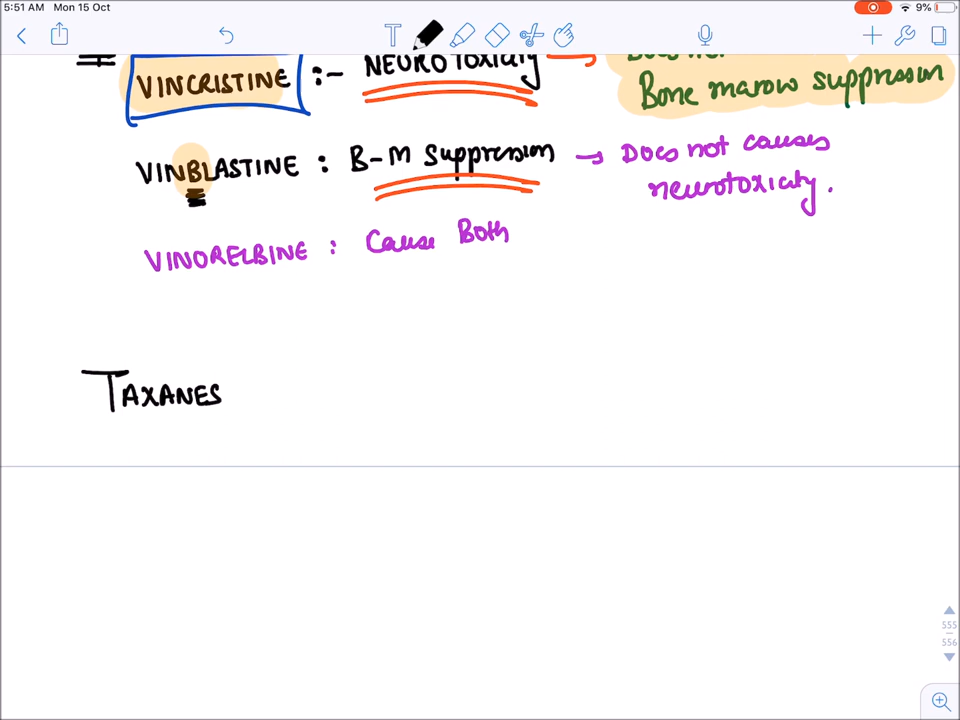 5:51 AM Mon 15 Oct
9%
T
NEUROTOXICITY
VINCRISTINE :-
Bone marow suppression
VINBLASTINE : B-M Suppression → Does not causes
neurotoxicity.
VINORELBINE : Cause Both
TAXANES
555
556